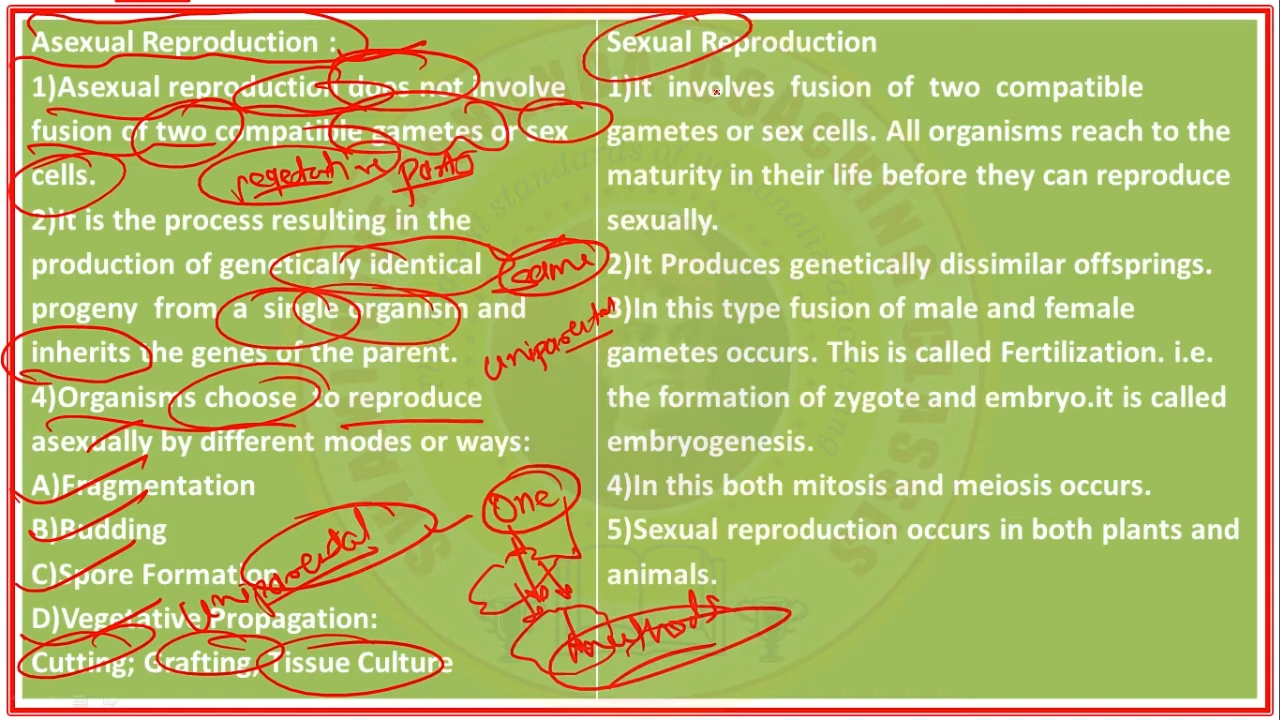 Asexual Reproduction :
1)Asexual reproduction does not involve
fusion of two compatible gametes or sex
cells.
vegetative parts
2)It is the process resulting in the
production of genetically identical
same
progeny from a single organism and
uniparental
inherits the genes of the parent.
4)Organisms choose to reproduce
asexually by different modes or ways:
A)Fragmentation
B)Budding
C)Spore Formation
D)Vegetative Propagation:
Cutting; Grafting, Tissue Culture
one
uniparental
methods
Sexual Reproduction
1)It involves fusion of two compatible
gametes or sex cells. All organisms reach to the
maturity in their life before they can reproduce
sexually.
2)It Produces genetically dissimilar offsprings.
3)In this type fusion of male and female
gametes occurs. This is called Fertilization. i.e.
the formation of zygote and embryo.it is called
embryogenesis.
4)In this both mitosis and meiosis occurs.
5)Sexual reproduction occurs in both plants and
animals.